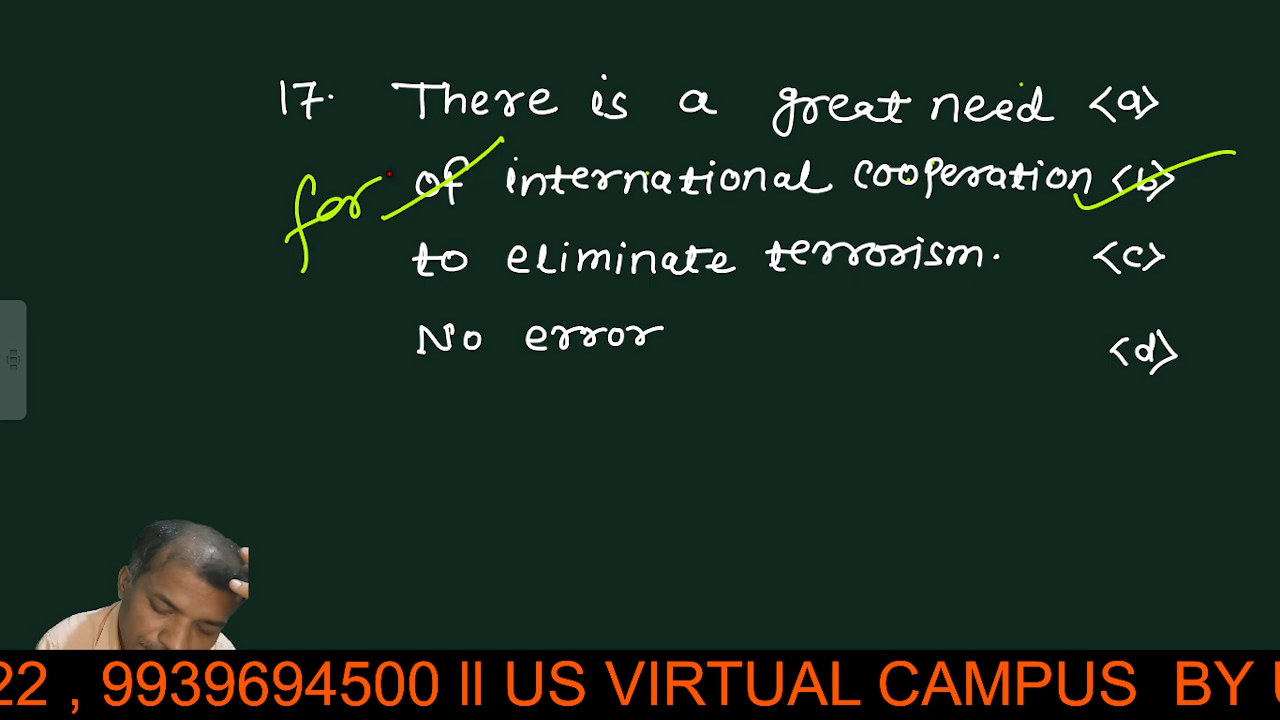 17. There is a great need <a>
for of international cooperation <b>
to eliminate terrorism. <c>
No error <d>
22 , 9939694500 ll US VIRTUAL CAMPUS BY